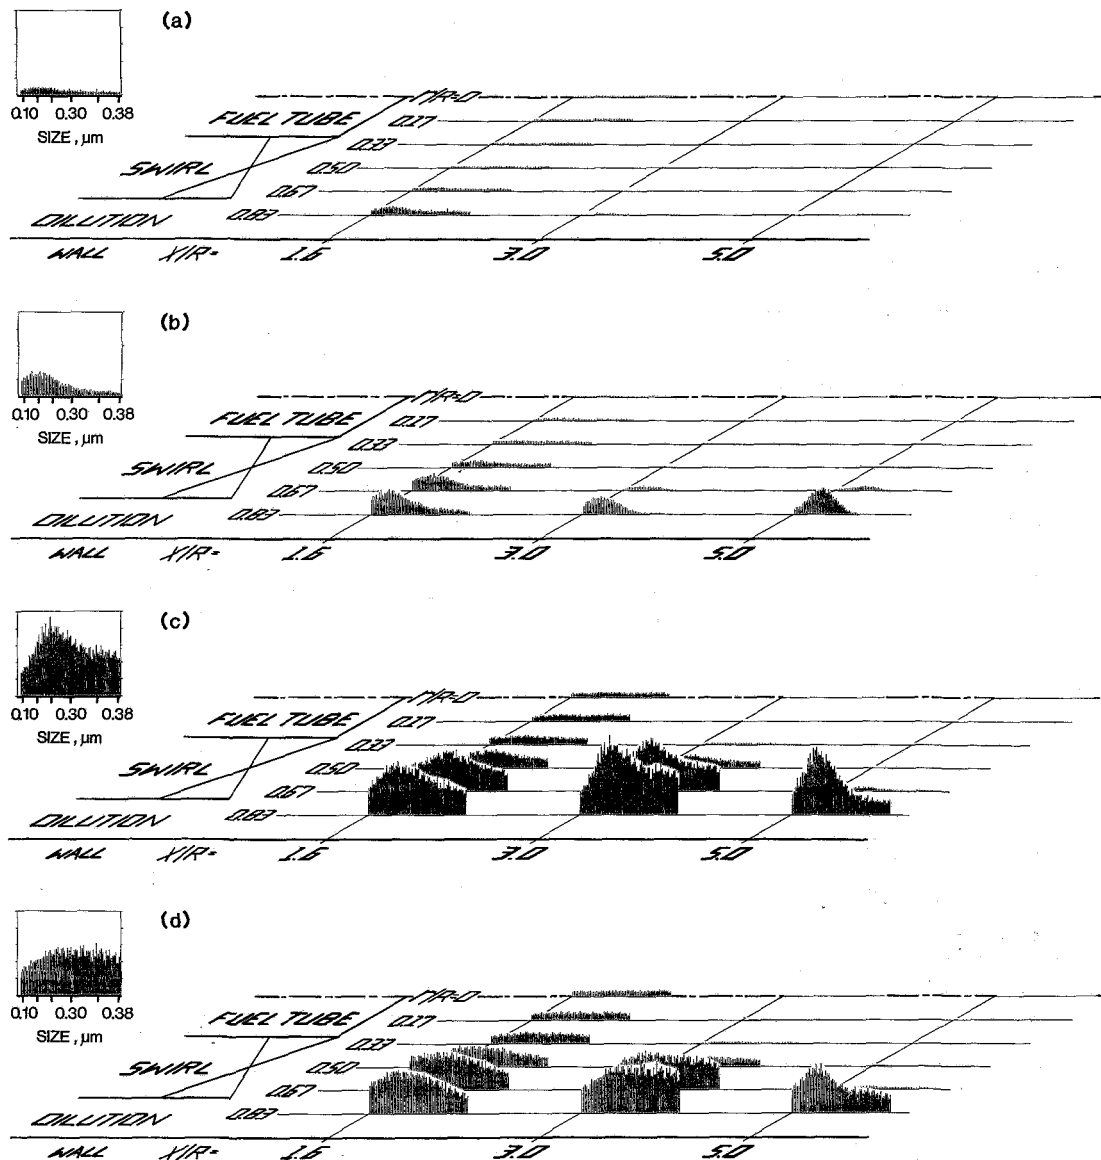 (a)
0.10 0.30 0.38
SIZE, µm
r/R=0
FUEL TUBE 0.17
0.33
SWIRL 0.50
0.67
DILUTION 0.83
WALL X/R= 1.6 3.0 5.0
(b)
0.10 0.30 0.38
SIZE, µm
r/R=0
FUEL TUBE 0.17
0.33
SWIRL 0.50
0.67
DILUTION 0.83
WALL X/R= 1.6 3.0 5.0
(c)
0.10 0.30 0.38
SIZE, µm
r/R=0
FUEL TUBE 0.17
0.33
SWIRL 0.50
0.67
DILUTION 0.83
WALL X/R= 1.6 3.0 5.0
(d)
0.10 0.30 0.38
SIZE, µm
r/R=0
FUEL TUBE 0.17
0.33
SWIRL 0.50
0.67
DILUTION 0.83
WALL X/R= 1.6 3.0 5.0